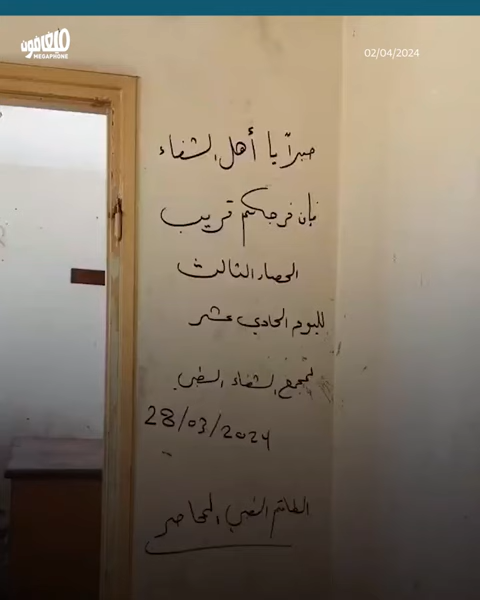 ميغافون
MEGAPHONE
02/04/2024
صبراً يا أهل الشفاء
فإن فرجكم قريب
الحصار الثالث
لليوم الحادي عشر
لمجمع الشفاء الطبي
28/03/2024
الطاقم الطبي المحاصر